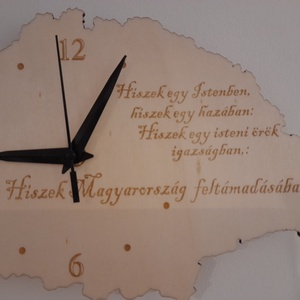 12
Hiszek egy Istenben,
hiszek egy hazában:
Hiszek egy isteni örök
igazságban,:
Hiszek Magyarország feltámadásába
6